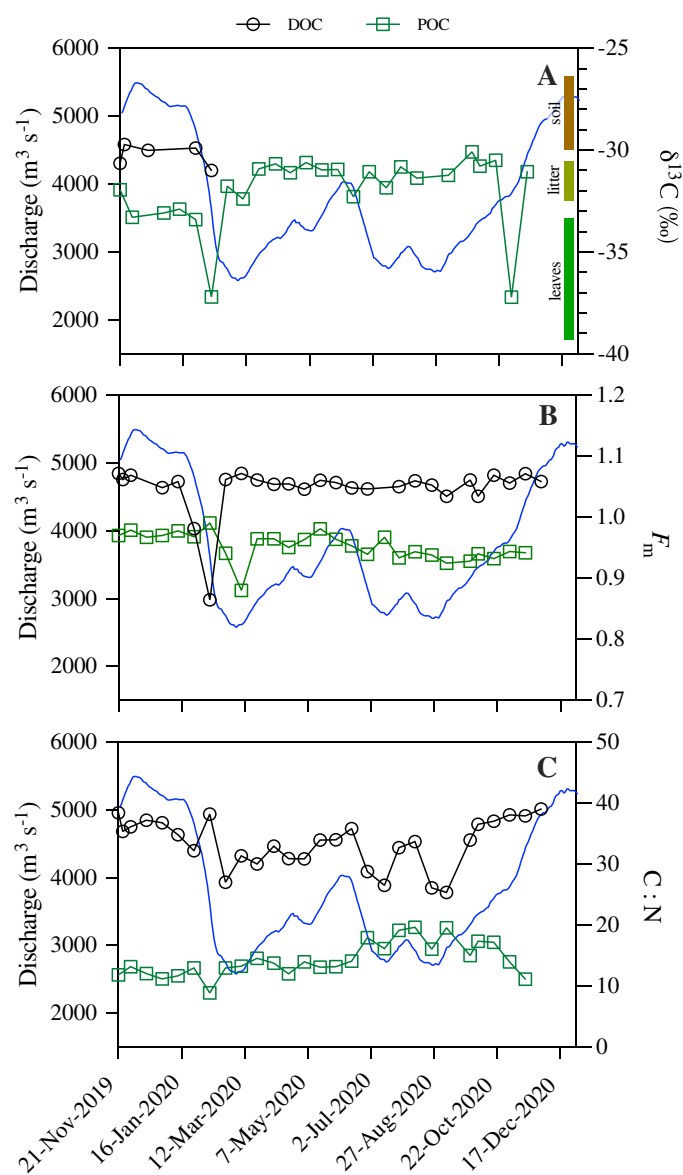 DOC POC
6000 -25
A
soil
5000 -30
litter
4000
Discharge (m³ s⁻¹)
δ¹³C (‰)
3000 -35
leaves
2000
-40
6000 1.2
B
5000 1.1
4000 1.0
Discharge (m³ s⁻¹)
Fm
3000 0.9
2000 0.8
0.7
6000 50
C
5000 40
4000 30
Discharge (m³ s⁻¹)
C : N
3000 20
2000 10
0
21-Nov-2019
16-Jan-2020
12-Mar-2020
7-May-2020
2-Jul-2020
27-Aug-2020
22-Oct-2020
17-Dec-2020